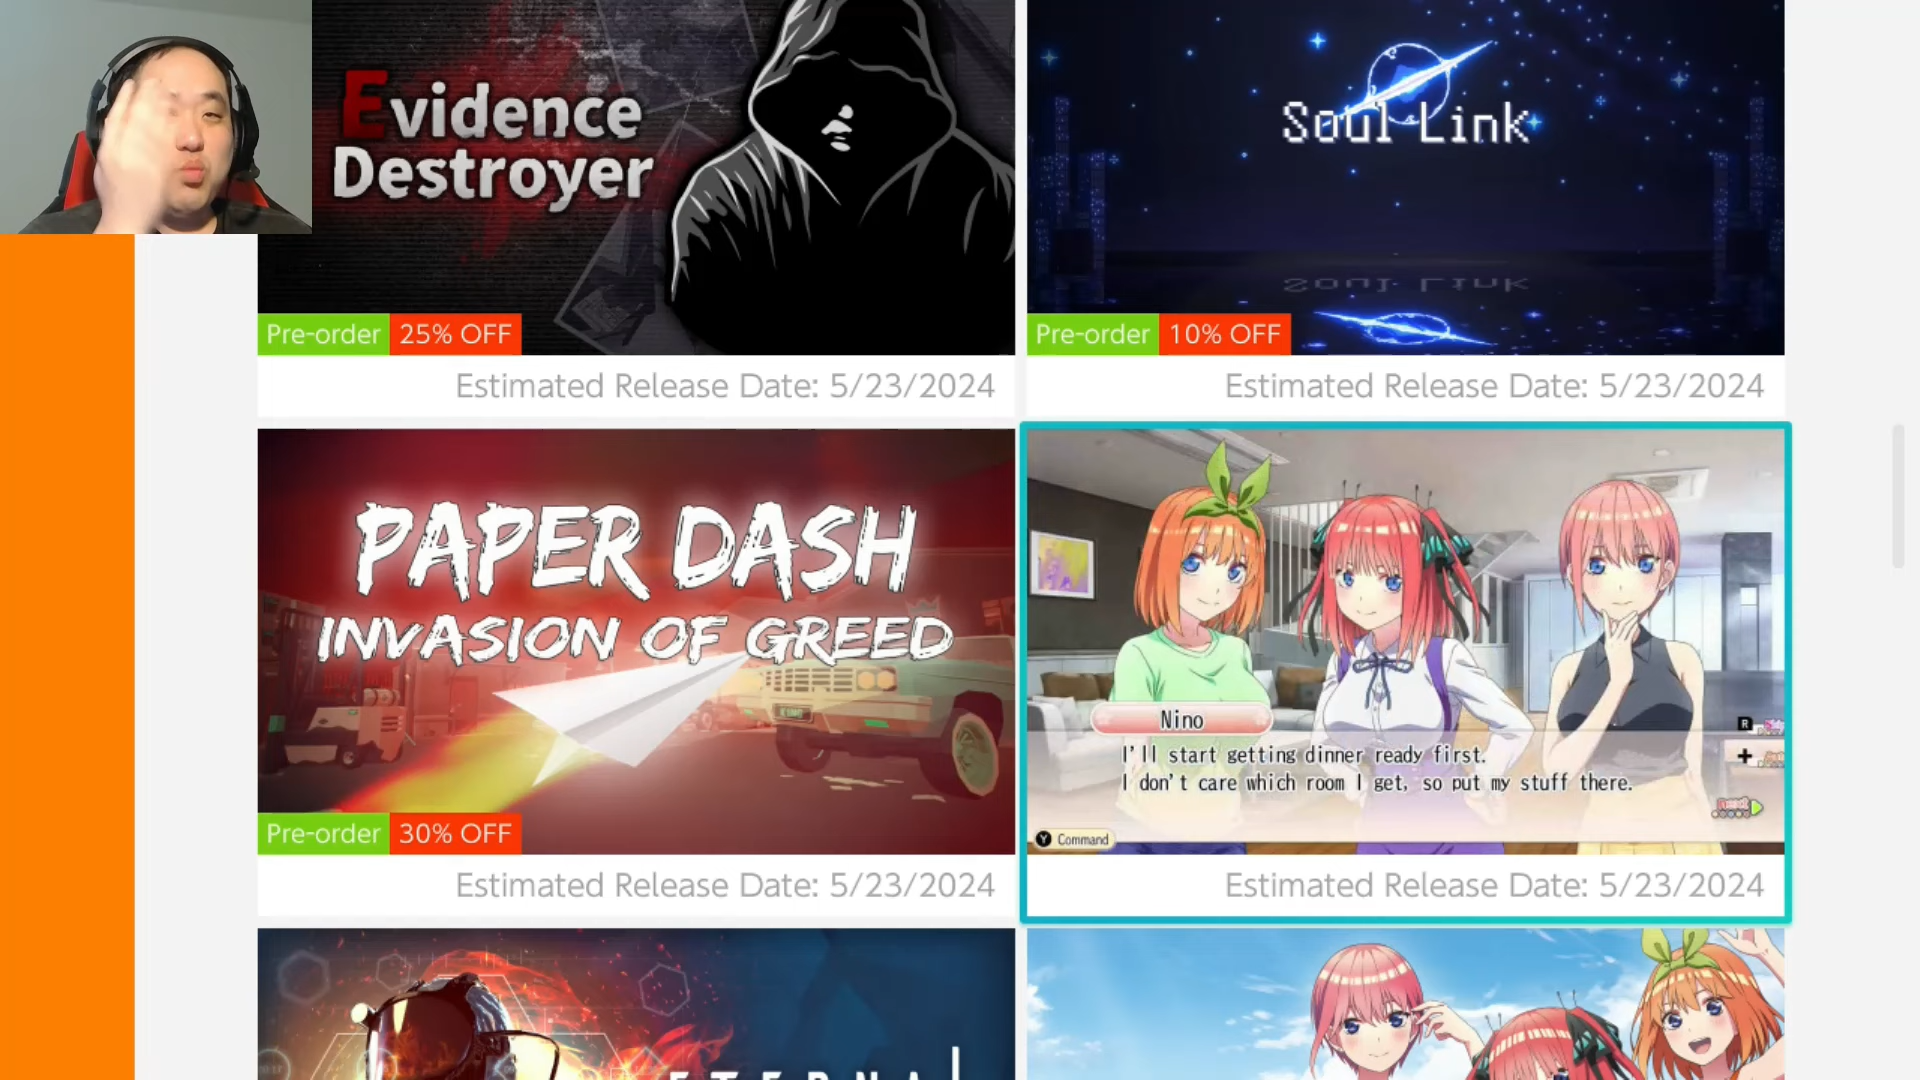 Evidence
Destroyer
Pre-order 25% OFF
Estimated Release Date: 5/23/2024
Soul Link
Pre-order 10% OFF
Estimated Release Date: 5/23/2024
PAPER DASH
INVASION OF GREED
Pre-order 30% OFF
Estimated Release Date: 5/23/2024
Nino
I'll start getting dinner ready first.
I don't care which room I get, so put my stuff there.
R
+
Y Command
Estimated Release Date: 5/23/2024